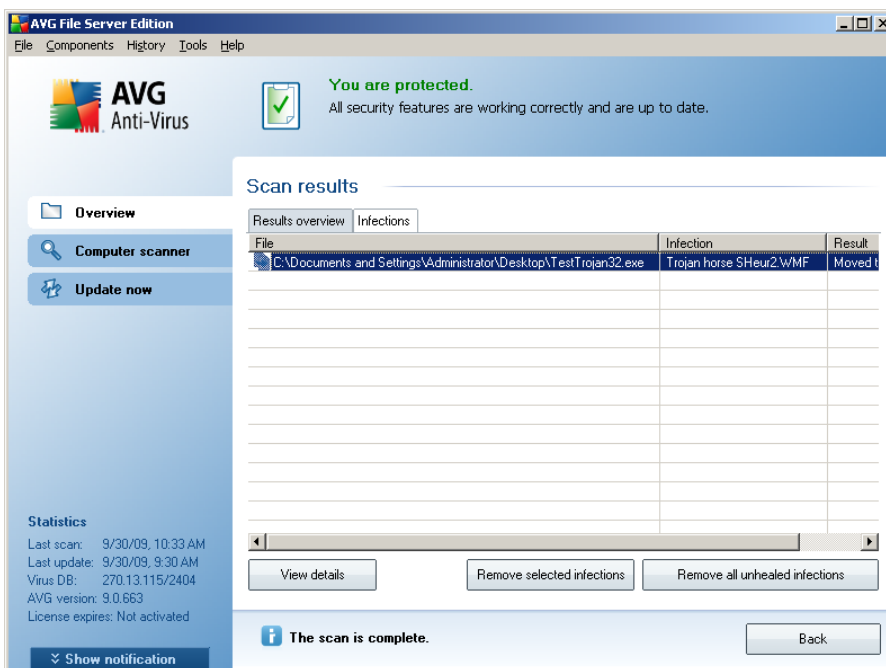 AVG File Server Edition
File Components History Tools Help
AVG
Anti-Virus
You are protected.
All security features are working correctly and are up to date.
Overview
Computer scanner
Update now
Scan results
Results overview Infections
File Infection Result
C:\Documents and Settings\Administrator\Desktop\TestTrojan32.exe Trojan horse SHeur2.WMF Moved t
Statistics
Last scan: 9/30/09, 10:33 AM
Last update: 9/30/09, 9:30 AM
Virus DB: 270.13.115/2404
AVG version: 9.0.663
License expires: Not activated
Show notification
View details Remove selected infections Remove all unhealed infections
The scan is complete.
Back